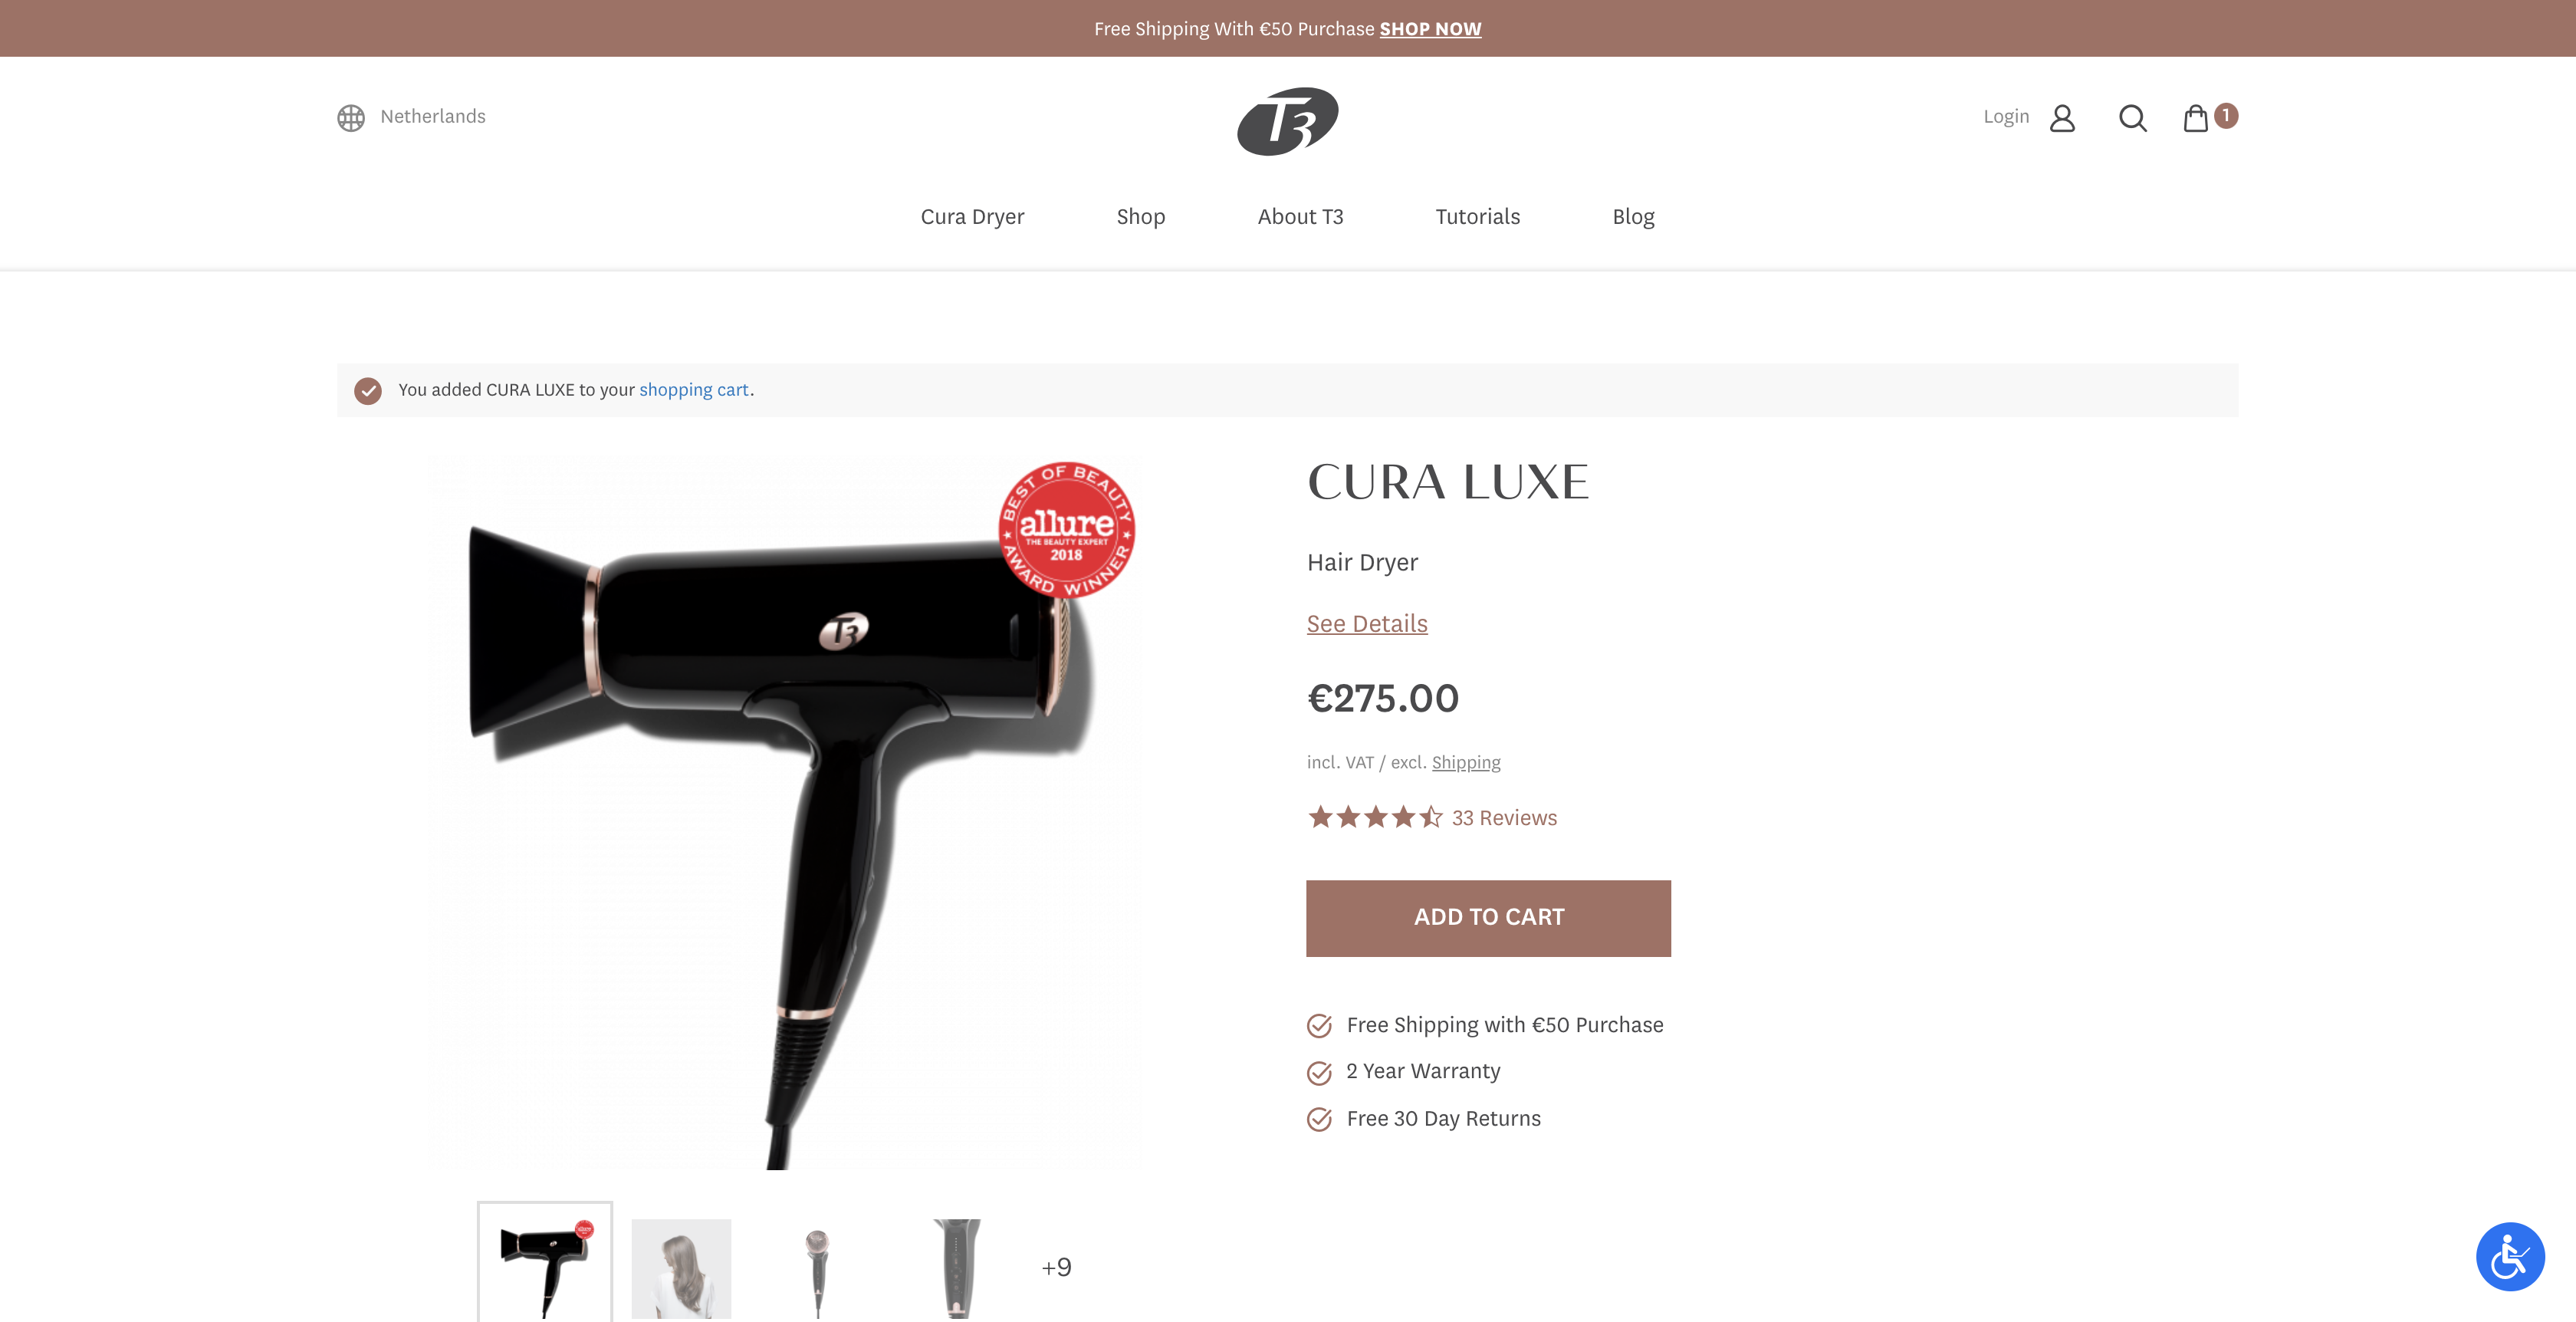 Free Shipping With €50 Purchase SHOP NOW
Netherlands
T3
Login
1
Cura Dryer
Shop
About T3
Tutorials
Blog
You added CURA LUXE to your shopping cart.
BEST OF BEAUTY
allure
THE BEAUTY EXPERT
2018
AWARD WINNER
T3
CURA LUXE
Hair Dryer
See Details
€275.00
incl. VAT / excl. Shipping
33 Reviews
ADD TO CART
Free Shipping with €50 Purchase
2 Year Warranty
Free 30 Day Returns
+9